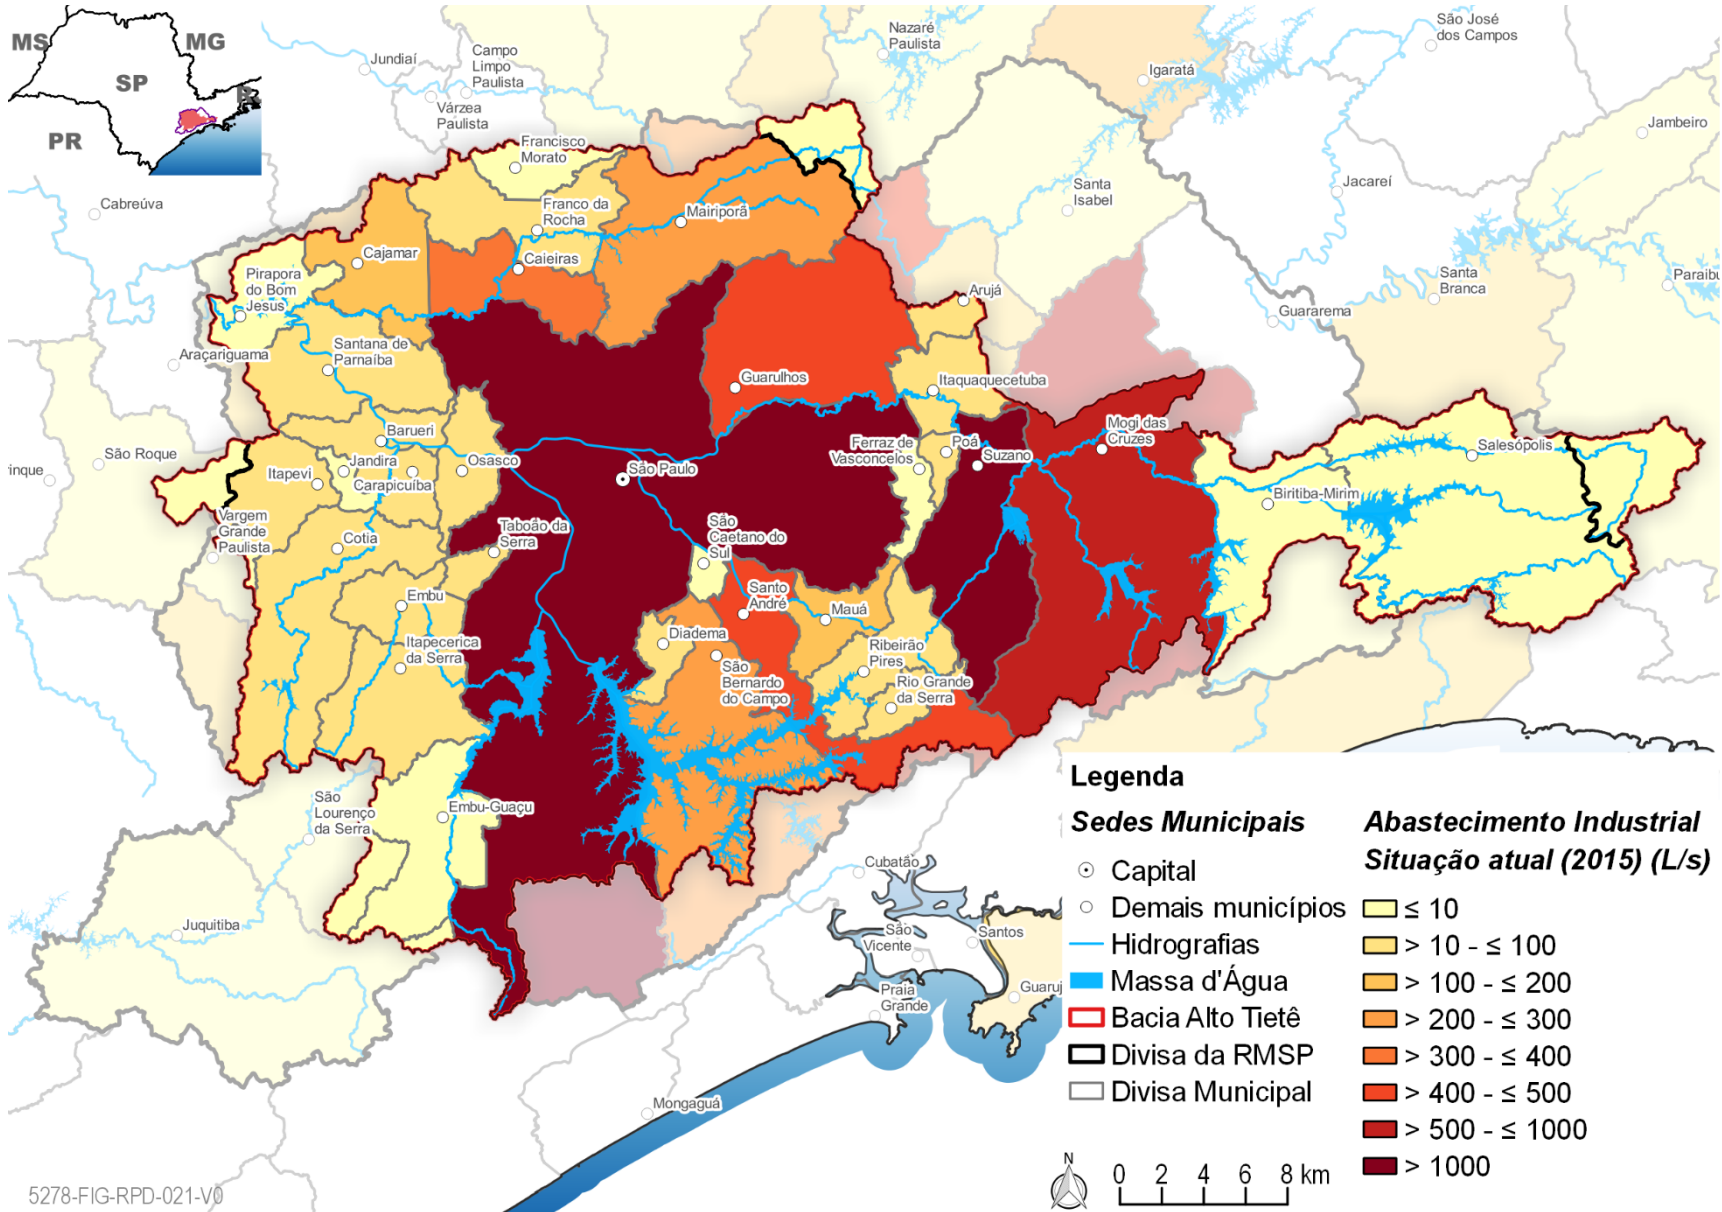 MS
MG
SP
R
PR
Jundiaí
Campo
Limpo
Paulista
Várzea
Paulista
Nazaré
Paulista
São José
dos Campos
Igaratá
Jambeiro
Cabreúva
Francisco
Morato
Franco da
Rocha
Mairiporã
Santa
Isabel
Jacareí
Cajamar
Caieiras
Pirapora
do Bom
Jesus
Arujá
Santa
Branca
Paraibu
Guararema
Araçariguama
Santana de
Parnaíba
Guarulhos
Itaquaquecetuba
Barueri
Mogi das
Cruzes
São Roque
rinque
Itapevi
Jandira
Carapicuíba
Osasco
São Paulo
Ferraz de
Vasconcelos
Poá
Suzano
Salesópolis
Biritiba-Mirim
Vargem
Grande
Paulista
Cotia
Taboão da
Serra
São
Caetano do
Sul
Santo
André
Mauá
Embu
Itapecerica
da Serra
Diadema
São
Bernardo
do Campo
Ribeirão
Pires
Rio Grande
da Serra
São
Lourenço
da Serra
Embu-Guaçu
Juquitiba
Cubatão
São
Vicente
Santos
Praia
Grande
Guaruj
Mongaguá
Legenda
Sedes Municipais
Capital
Demais municípios
Hidrografias
Massa d'Água
Bacia Alto Tietê
Divisa da RMSP
Divisa Municipal
Abastecimento Industrial
Situação atual (2015) (L/s)
≤ 10
> 10 - ≤ 100
> 100 - ≤ 200
> 200 - ≤ 300
> 300 - ≤ 400
> 400 - ≤ 500
> 500 - ≤ 1000
> 1000
N
0 2 4 6 8 km
5278-FIG-RPD-021-V0